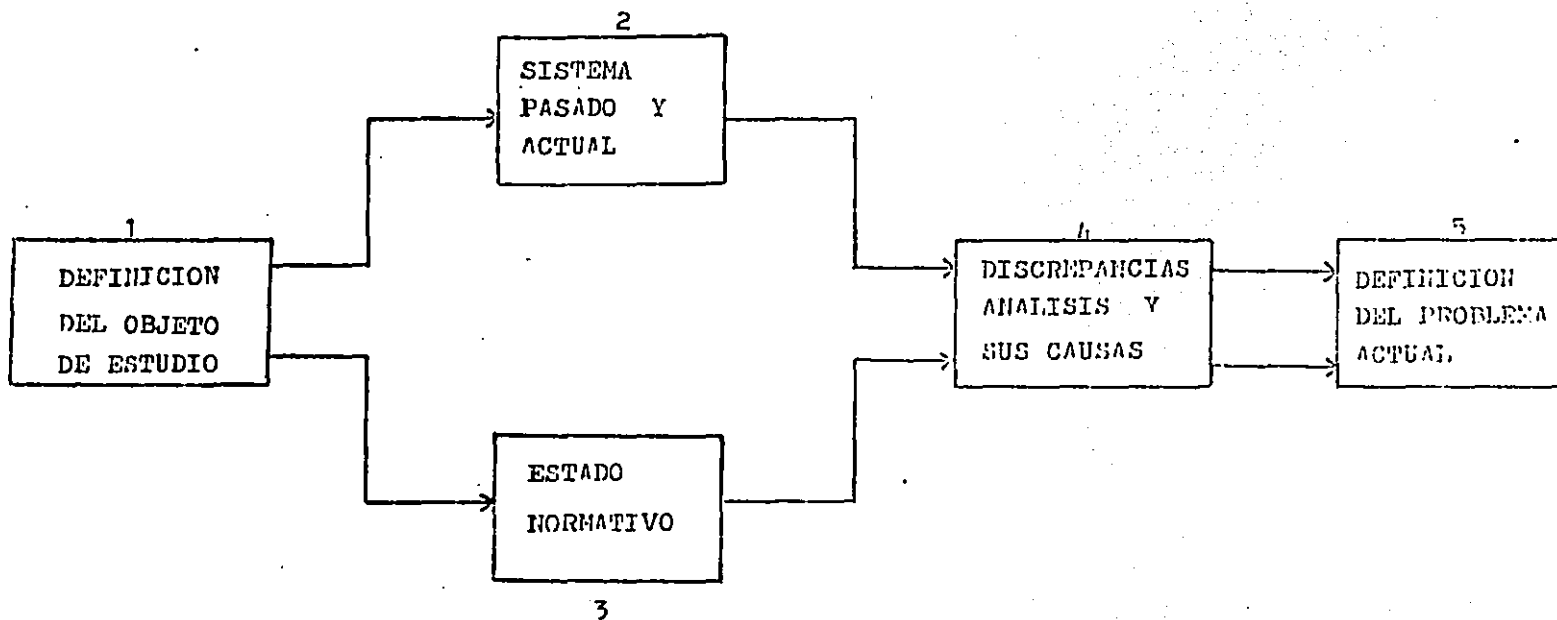 1
DEFINICION
DEL OBJETO
DE ESTUDIO
2
SISTEMA
PASADO Y
ACTUAL
ESTADO
NORMATIVO
3
4
DISCREPANCIAS
ANALISIS Y
SUS CAUSAS
5
DEFINICION
DEL PROBLEMA
ACTUAL